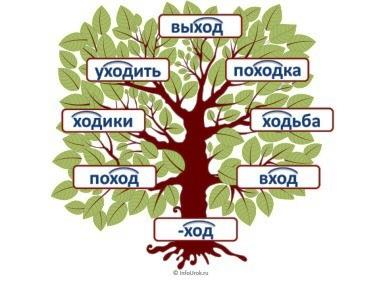 выход
уходить
походка
ходики
ходьба
поход
вход
-ход
© InfoUrok.ru